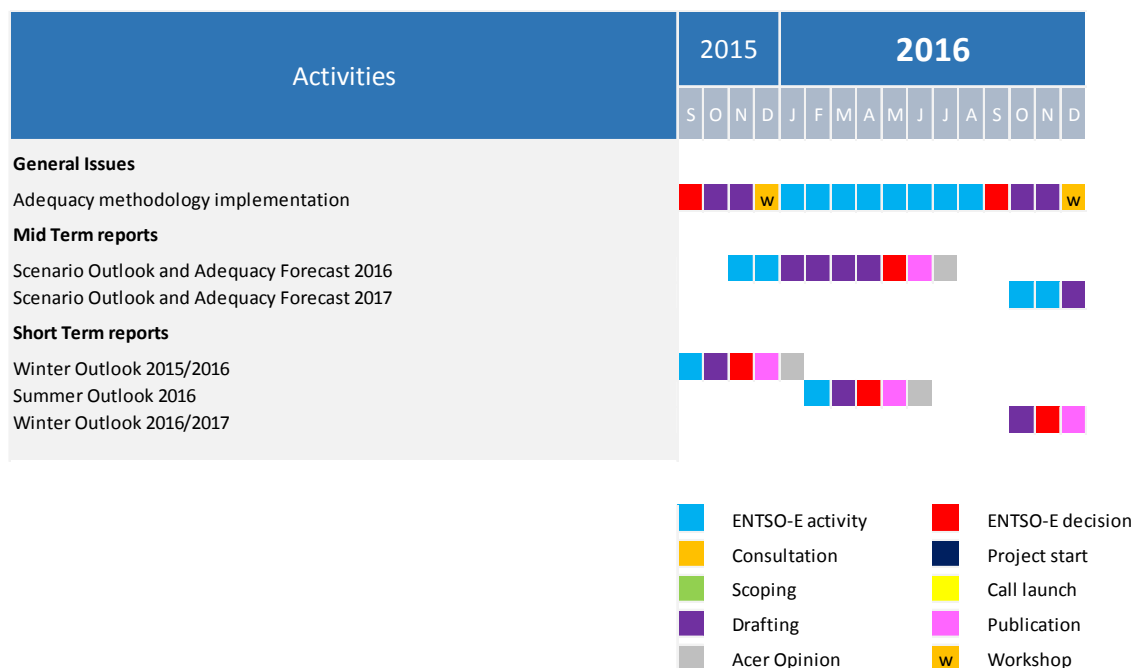 Activities
2015 2016
S O N D J F M A M J J A S O N D
General Issues
Adequacy methodology implementation
w w
Mid Term reports
Scenario Outlook and Adequacy Forecast 2016
Scenario Outlook and Adequacy Forecast 2017
Short Term reports
Winter Outlook 2015/2016
Summer Outlook 2016
Winter Outlook 2016/2017
ENTSO-E activity ENTSO-E decision
Consultation Project start
Scoping Call launch
Drafting Publication
Acer Opinion w Workshop